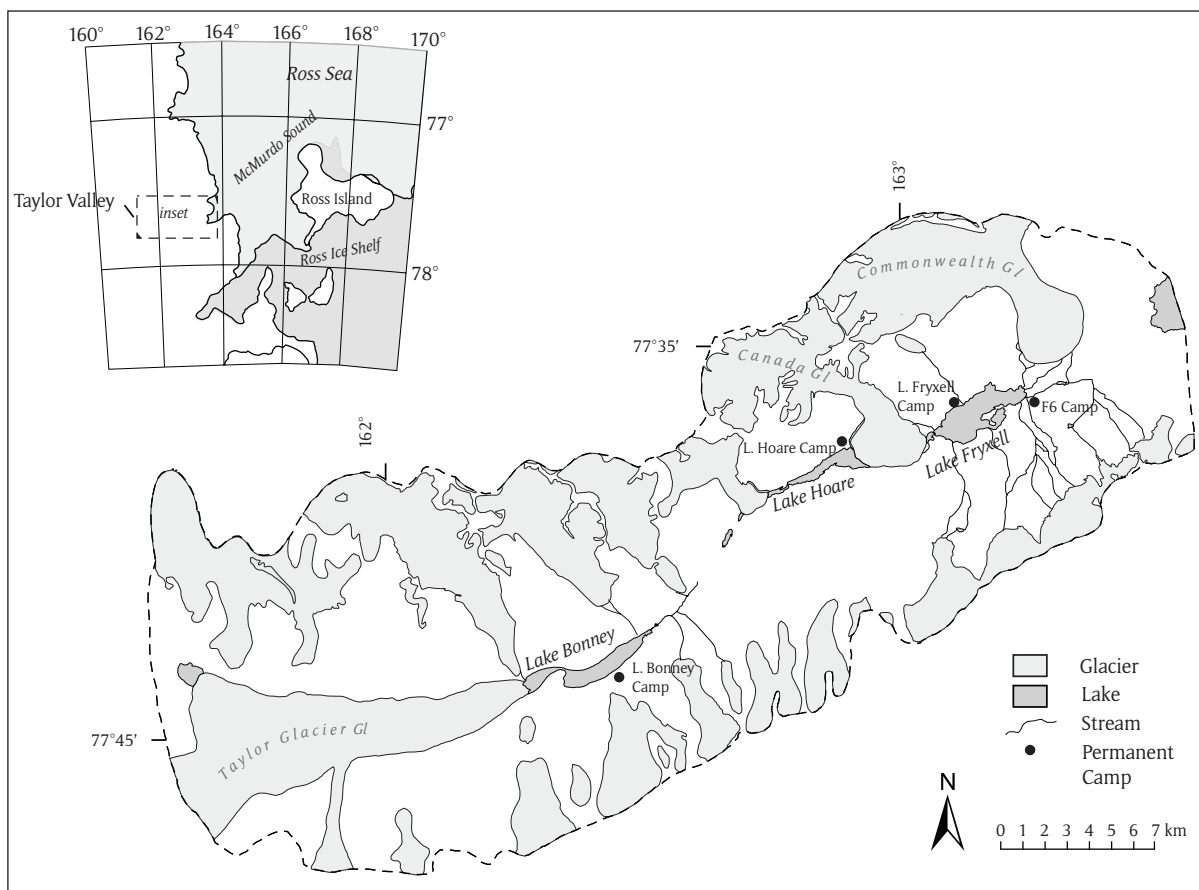 160° 162° 164° 166° 168° 170°
Ross Sea
77°
McMurdo Sound
Taylor Valley
inset
Ross Island
Ross Ice Shelf
78°
163°
Commonwealth Gl
77°35'
Canada Gl
L. Fryxell
Camp
F6 Camp
L. Hoare Camp
Lake Fryxell
Lake Hoare
162°
Lake Bonney
L. Bonney
Camp
Taylor Glacier Gl
77°45'
Glacier
Lake
Stream
Permanent
Camp
N
0 1 2 3 4 5 6 7 km